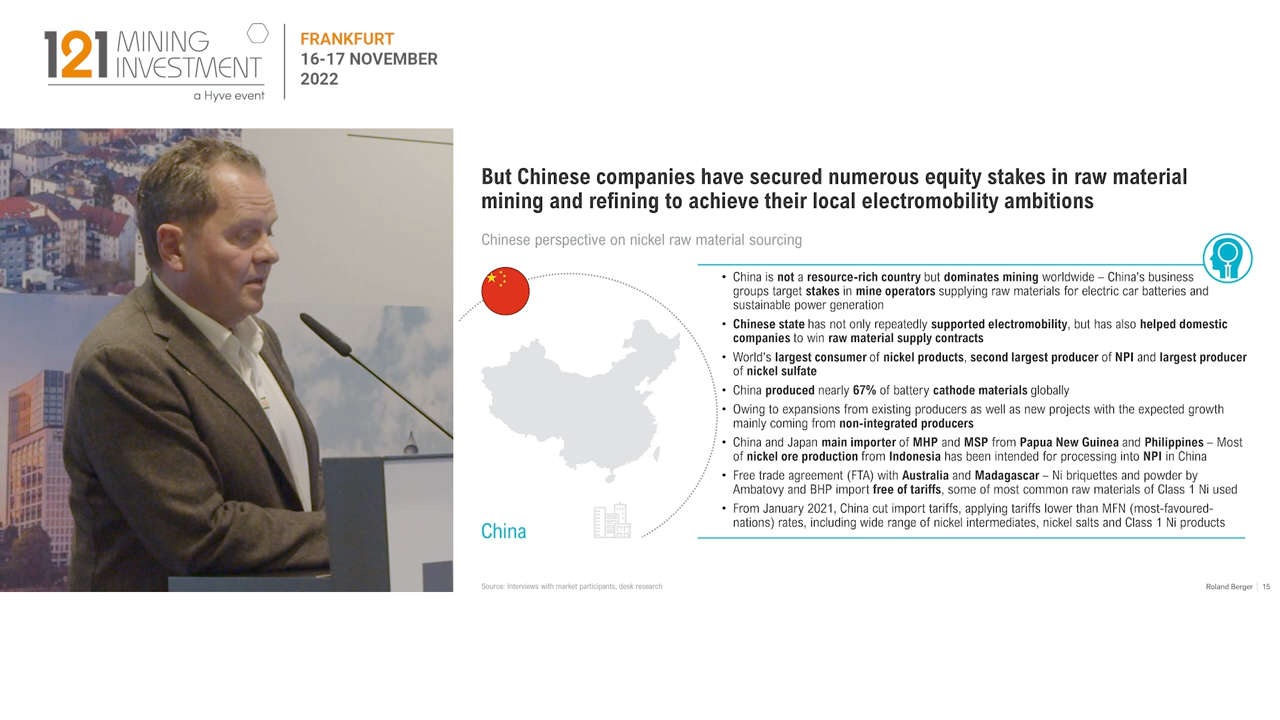 121 MINING
INVESTMENT
a Hyve event
FRANKFURT
16-17 NOVEMBER
2022
But Chinese companies have secured numerous equity stakes in raw material
mining and refining to achieve their local electromobility ambitions
Chinese perspective on nickel raw material sourcing
• China is not a resource-rich country but dominates mining worldwide – China's business
groups target stakes in mine operators supplying raw materials for electric car batteries and
sustainable power generation
• Chinese state has not only repeatedly supported electromobility, but has also helped domestic
companies to win raw material supply contracts
• World's largest consumer of nickel products, second largest producer of NPI and largest producer
of nickel sulfate
• China produced nearly 67% of battery cathode materials globally
• Owing to expansions from existing producers as well as new projects with the expected growth
mainly coming from non-integrated producers
• China and Japan main importer of MHP and MSP from Papua New Guinea and Philippines – Most
of nickel ore production from Indonesia has been intended for processing into NPI in China
• Free trade agreement (FTA) with Australia and Madagascar – Ni briquettes and powder by
Ambatovy and BHP import free of tariffs, some of most common raw materials of Class 1 Ni used
• From January 2021, China cut import tariffs, applying tariffs lower than MFN (most-favoured-
nations) rates, including wide range of nickel intermediates, nickel salts and Class 1 Ni products
China
Source: Interviews with market participants, desk research
Roland Berger | 15